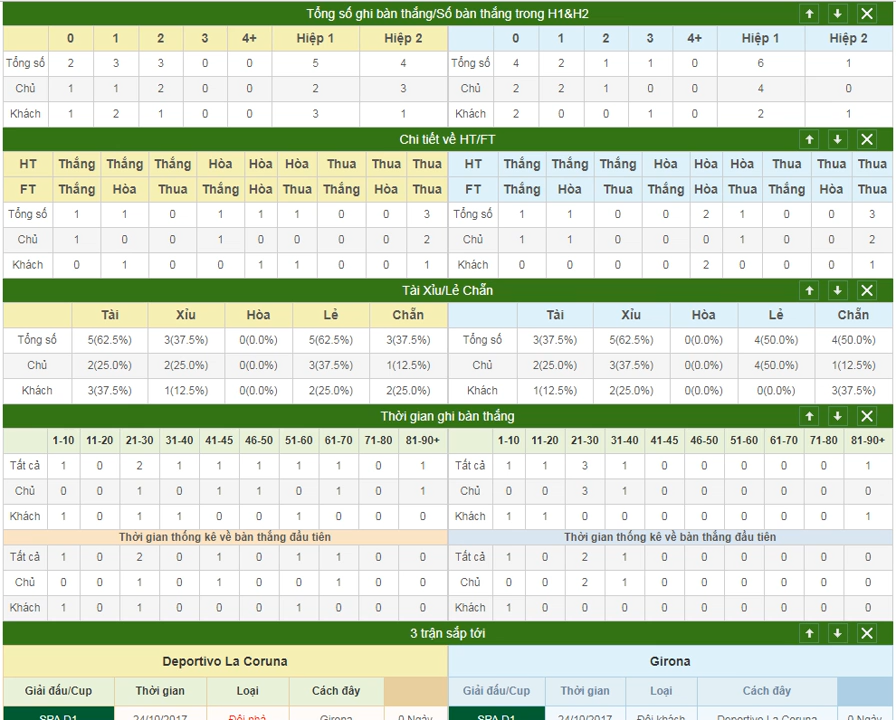 Tổng số ghi bàn thắng/Số bàn thắng trong H1&H2
0 1 2 3 4+ Hiệp 1 Hiệp 2 0 1 2 3 4+ Hiệp 1 Hiệp 2
Tổng số 2 3 3 0 0 5 4 Tổng số 4 2 1 1 0 6 1
Chủ 1 1 2 0 0 2 3 Chủ 2 2 1 0 0 4 0
Khách 1 2 1 0 0 3 1 Khách 2 0 0 1 0 2 1
Chi tiết về HT/FT
HT Thắng Thắng Thắng Hòa Hòa Hòa Thua Thua Thua HT Thắng Thắng Thắng Hòa Hòa Hòa Thua Thua Thua
FT Thắng Hòa Thua Thắng Hòa Thua Thắng Hòa Thua FT Thắng Hòa Thua Thắng Hòa Thua Thắng Hòa Thua
Tổng số 1 1 0 1 1 1 0 0 3 Tổng số 1 1 0 0 2 1 0 0 3
Chủ 1 0 0 1 0 0 0 0 2 Chủ 1 1 0 0 0 1 0 0 2
Khách 0 1 0 0 1 1 0 0 1 Khách 0 0 0 0 2 0 0 0 1
Tài Xỉu/Lẻ Chẵn
Tài Xỉu Hòa Lẻ Chẵn Tài Xỉu Hòa Lẻ Chẵn
Tổng số 5(62.5%) 3(37.5%) 0(0.0%) 5(62.5%) 3(37.5%) Tổng số 3(37.5%) 5(62.5%) 0(0.0%) 4(50.0%) 4(50.0%)
Chủ 2(25.0%) 2(25.0%) 0(0.0%) 3(37.5%) 1(12.5%) Chủ 2(25.0%) 3(37.5%) 0(0.0%) 4(50.0%) 1(12.5%)
Khách 3(37.5%) 1(12.5%) 0(0.0%) 2(25.0%) 2(25.0%) Khách 1(12.5%) 2(25.0%) 0(0.0%) 0(0.0%) 3(37.5%)
Thời gian ghi bàn thắng
1-10 11-20 21-30 31-40 41-45 46-50 51-60 61-70 71-80 81-90+ 1-10 11-20 21-30 31-40 41-45 46-50 51-60 61-70 71-80 81-90+
Tất cả 1 0 2 1 1 1 1 1 0 1 Tất cả 1 1 3 1 0 0 0 0 0 1
Chủ 0 0 1 0 1 1 0 1 0 1 Chủ 0 0 3 1 0 0 0 0 0 0
Khách 1 0 1 1 0 0 1 0 0 0 Khách 1 1 0 0 0 0 0 0 0 1
Thời gian thống kê về bàn thắng đầu tiên Thời gian thống kê về bàn thắng đầu tiên
Tất cả 1 0 2 0 1 0 1 1 0 0 Tất cả 1 0 2 1 0 0 0 0 0 0
Chủ 0 0 1 0 1 0 0 1 0 0 Chủ 0 0 2 1 0 0 0 0 0 0
Khách 1 0 1 0 0 0 1 0 0 0 Khách 1 0 0 0 0 0 0 0 0 0
3 trận sắp tới
Deportivo La Coruna Girona
Giải đấu/Cup Thời gian Loại Cách đây Giải đấu/Cup Thời gian Loại Cách đây
SPA D1 24/10/2017 Đội nhà Girona 0 Ngày SPA D1 24/10/2017 Đội khách Deportivo La Coruna 0 Ngày